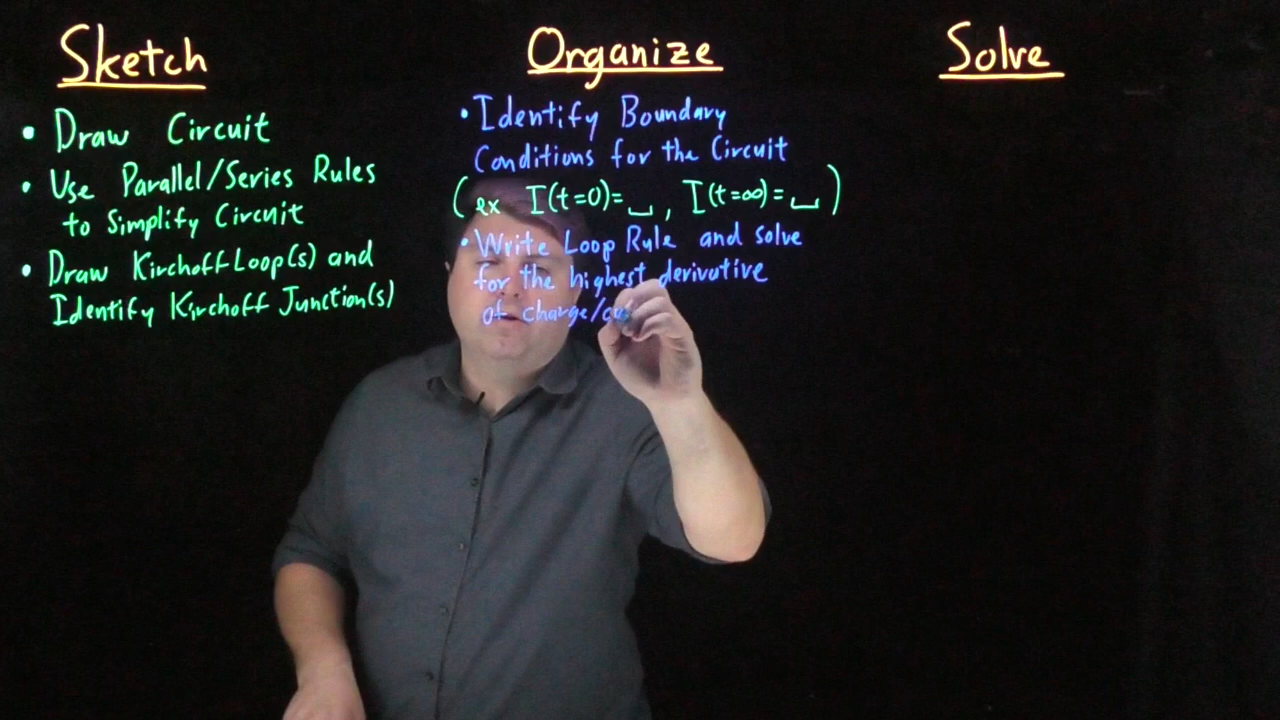 Sketch
• Draw Circuit
• Use Parallel/Series Rules
to Simplify Circuit
• Draw Kirchoff Loop(s) and
Identify Kirchoff Junction(s)
Organize
• Identify Boundary
Conditions for the Circuit
(ex I(t=0)=␣, I(t=∞)=␣)
• Write Loop Rule and solve
for the highest derivative
of charge/cu
Solve